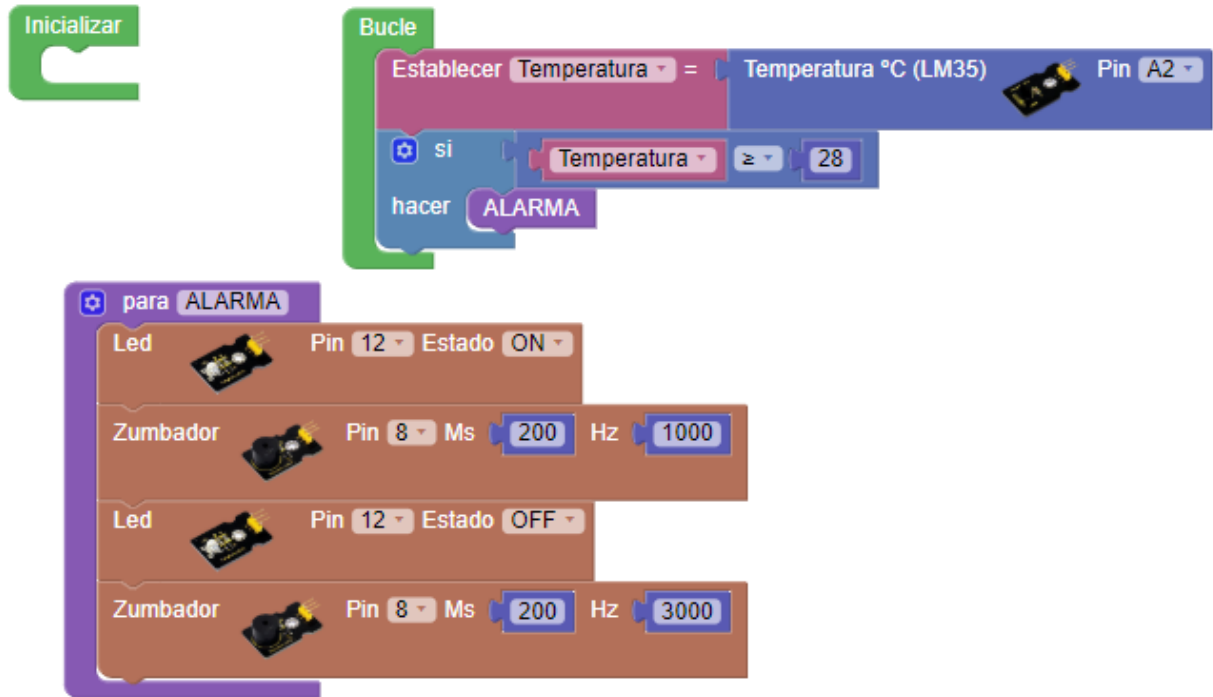 Inicializar
Bucle
Establecer Temperatura = Temperatura ºC (LM35) Pin A2
si Temperatura ≥ 28
hacer ALARMA
para ALARMA
Led Pin 12 Estado ON
Zumbador Pin 8 Ms 200 Hz 1000
Led Pin 12 Estado OFF
Zumbador Pin 8 Ms 200 Hz 3000